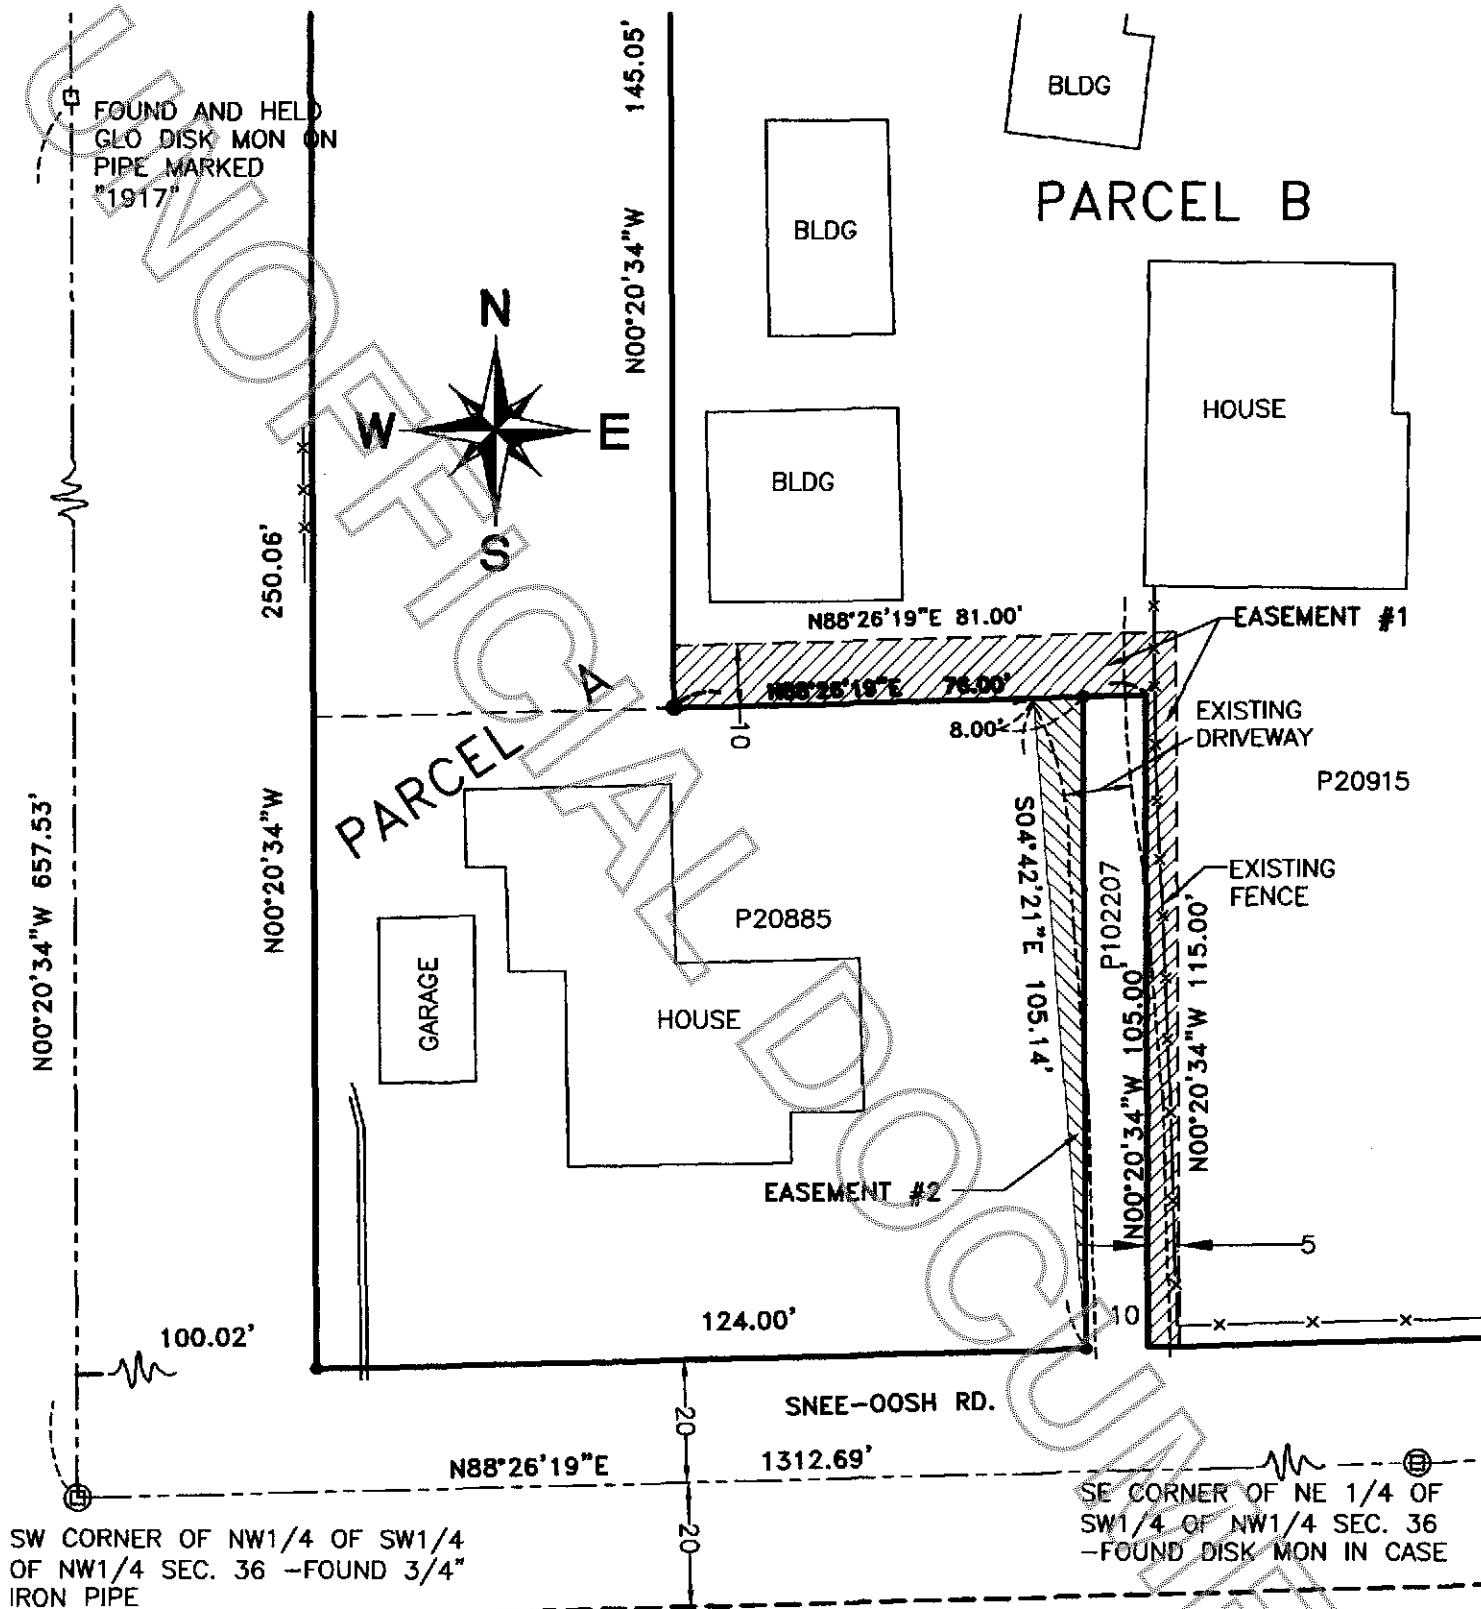 145.05'
BLDG
FOUND AND HELD
GLO DISK MON ON
PIPE MARKED
"1917"
PARCEL B
BLDG
N00°20'34"W
N
W
E
S
HOUSE
BLDG
250.06'
N88°26'19"E 81.00'
EASEMENT #1
N88°26'19"E 76.00'
8.00'
10
EXISTING
DRIVEWAY
PARCEL A
P20915
N00°20'34"W 657.53'
N00°20'34"W
S04°42'21"E 105.14'
P102207
EXISTING
FENCE
P20885
GARAGE
HOUSE
N00°20'34"W 105.00'
N00°20'34"W 115.00'
EASEMENT #2
5
10
124.00'
100.02'
SNEE-OOSH RD.
20
N88°26'19"E
1312.69'
SW CORNER OF NW1/4 OF SW1/4
OF NW1/4 SEC. 36 -FOUND 3/4"
IRON PIPE
20
SE CORNER OF NE 1/4 OF
SW1/4 OF NW1/4 SEC. 36
-FOUND DISK MON IN CASE
UNOFFICIAL DOCUME